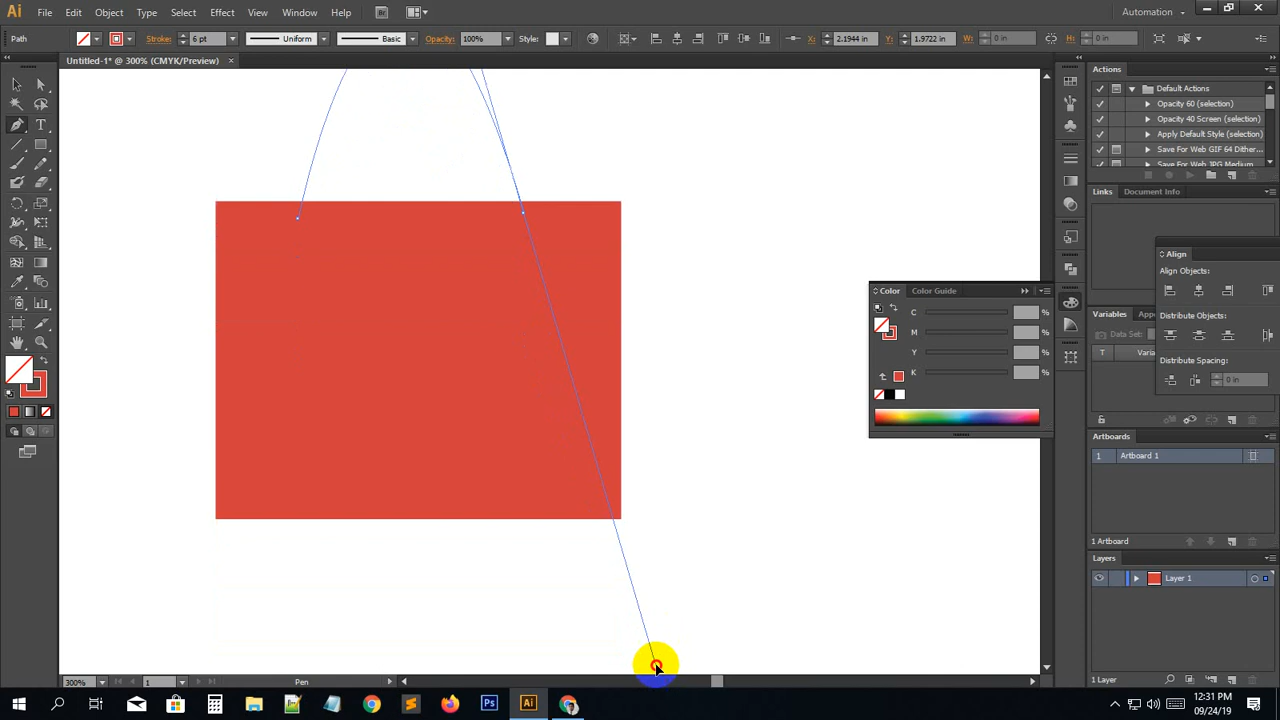 Ai File Edit Object Type Select Effect View Window Help Br Automation
Path Stroke: 6 pt Uniform Basic Opacity: 100% Style: X: 2.1944 in Y: 1.9722 in W: 0 in H: 0 in
Untitled-1* @ 300% (CMYK/Preview)
Actions
Default Actions
Opacity 60 (selection)
Opacity 40 Screen (selection)
Apply Default Style (selection)
Save For Web GIF 64 Dither...
Save For Web JPG Medium
Links Document Info
Align
Align Objects:
Color Color Guide
C %
M %
Y %
K %
Variables Appe
Data Set:
T Varia
Distribute Objects:
Distribute Spacing:
0 in
Artboards
1 Artboard 1
1 Artboard
Layers
Layer 1
1 Layer
300% 1 Pen
Ps Ai
12:31 PM
09/24/19